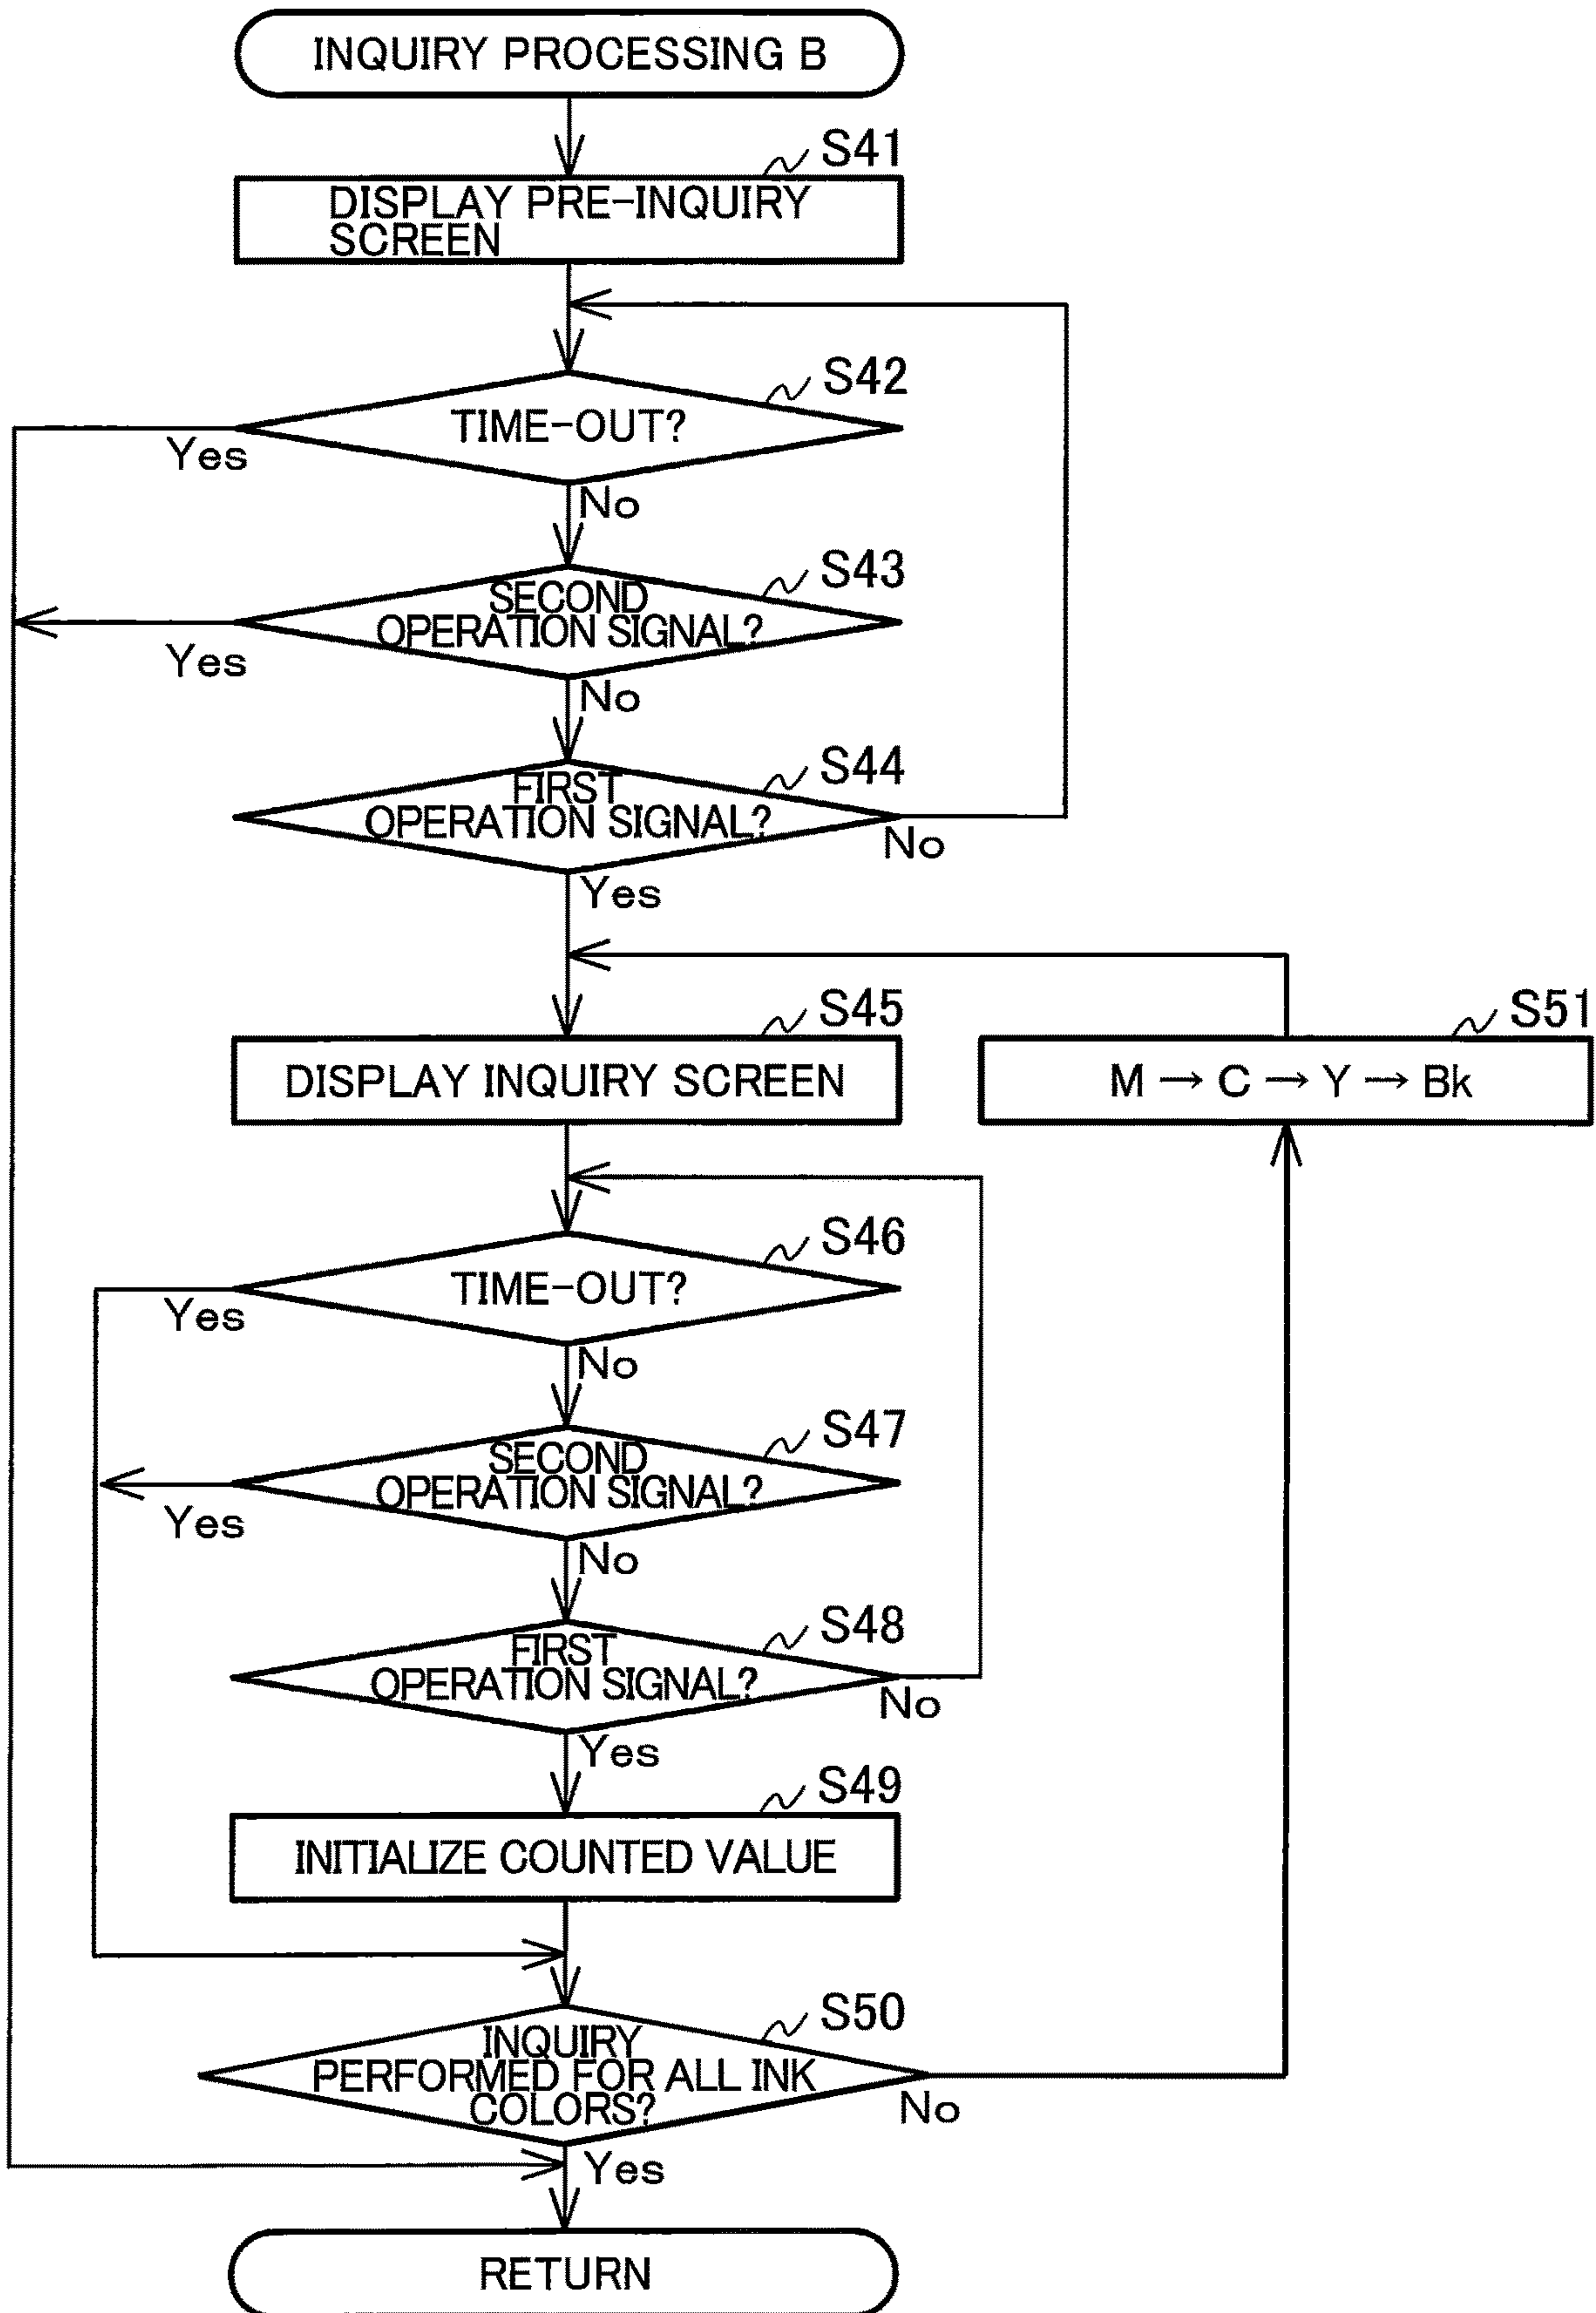 INQUIRY PROCESSING B
S41
DISPLAY PRE-INQUIRY
SCREEN
S42
TIME-OUT?
Yes
No
S43
SECOND
OPERATION SIGNAL?
Yes
No
S44
FIRST
OPERATION SIGNAL?
No
Yes
S45
DISPLAY INQUIRY SCREEN
S51
M → C → Y → Bk
S46
TIME-OUT?
Yes
No
S47
SECOND
OPERATION SIGNAL?
Yes
No
S48
FIRST
OPERATION SIGNAL?
No
Yes
S49
INITIALIZE COUNTED VALUE
S50
INQUIRY
PERFORMED FOR ALL INK
COLORS?
No
Yes
RETURN